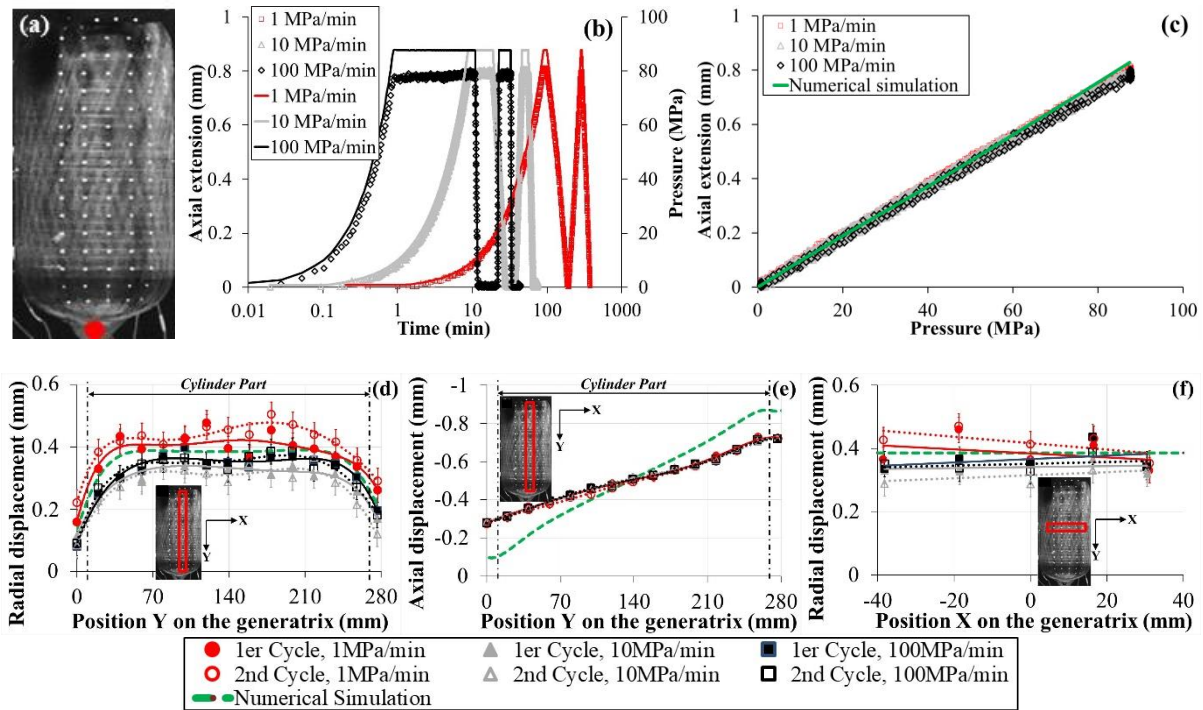 (a)
1
0.8
0.6
0.4
0.2
0
Axial extension (mm)
1 MPa/min
10 MPa/min
100 MPa/min
1 MPa/min
10 MPa/min
100 MPa/min
(b)
100
80
60
40
20
0
Pressure (MPa)
0.01 0.1 1 10 100 1000
Time (min)
1
0.8
0.6
0.4
0.2
0
Axial extension (mm)
1 MPa/min
10 MPa/min
100 MPa/min
Numerical simulation
(c)
0 20 40 60 80 100
Pressure (MPa)
0.6
0.4
0.2
0
Radial displacement (mm)
Cylinder Part
(d)
X
Y
0 70 140 210 280
Position Y on the generatrix (mm)
-1
-0.8
-0.6
-0.4
-0.2
0
Axial displacement (mm)
Cylinder Part
(e)
X
Y
0 70 140 210 280
Position Y on the generatrix (mm)
0.6
0.4
0.2
0
Radial displacement (mm)
(f)
X
Y
-40 -20 0 20 40
Position X on the generatrix (mm)
1er Cycle, 1MPa/min 1er Cycle, 10MPa/min 1er Cycle, 100MPa/min
2nd Cycle, 1MPa/min 2nd Cycle, 10MPa/min 2nd Cycle, 100MPa/min
Numerical Simulation